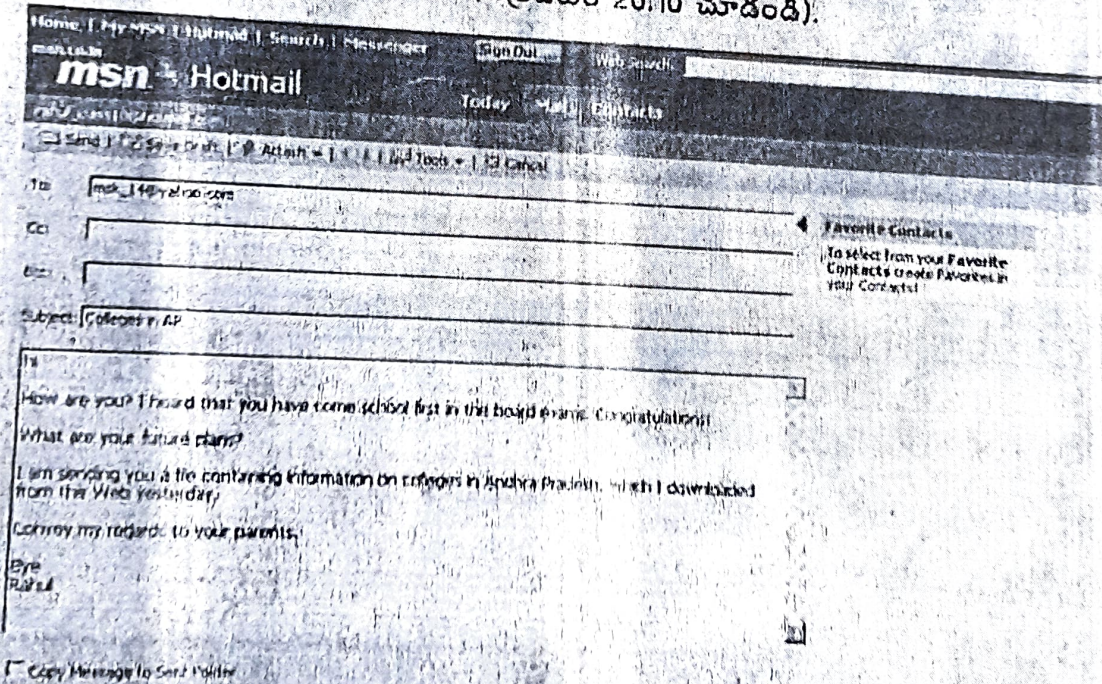 20.10 చూడండి).
Home | My MSN | Hotmail | Search | Messenger
Sign Out
Web Search:
msn Hotmail
Today Mail Contacts
Send | Save Draft | Attach | Tools | Cancel
To:
Cc:
Bcc:
Subject: Colleges in AP
Hi
How are you? I heard that you have come school first in the board exams. Congratulations!
What are your future plans?
I am sending you a file containing information on colleges in Andhra Pradesh, which I downloaded
from the Web yesterday.
Convey my regards to your parents.
Bye
Rahul
Favorite Contacts
To select from your Favorite
Contacts create Favorites in
your Contacts!
Copy Message to Sent Folder